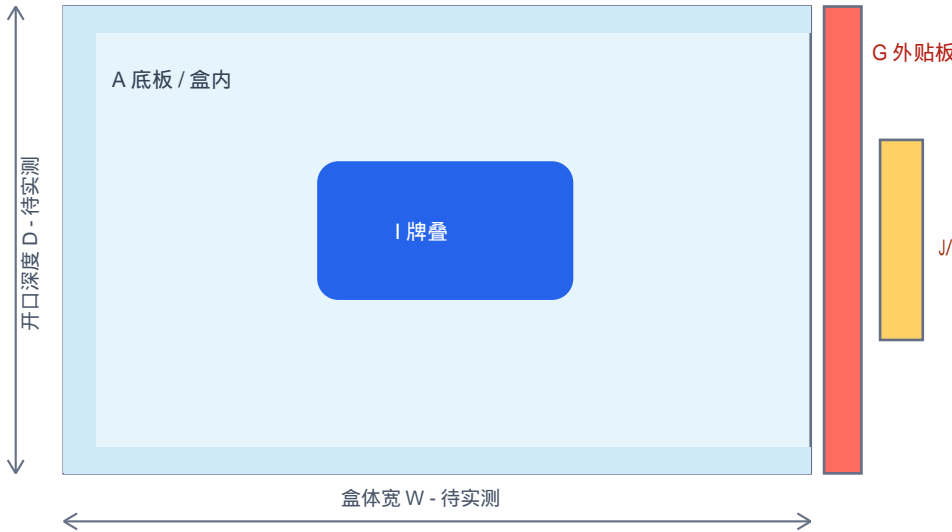 G 外贴板
A 底板 / 盒内
I 牌叠
J/
开口深度 D - 待实测
盒体宽 W - 待实测